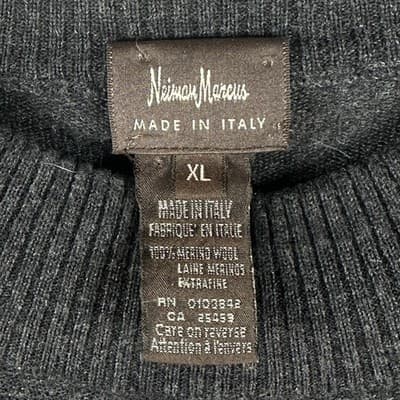 Neiman Marcus
MADE IN ITALY
XL
MADE IN ITALY
FABRIQUE' EN ITALIE
100% MERINO WOOL
LAINE MERINOS
EXTRAFINE
RN 0103842
CA 25453
Care on reverse
Attention à l'envers